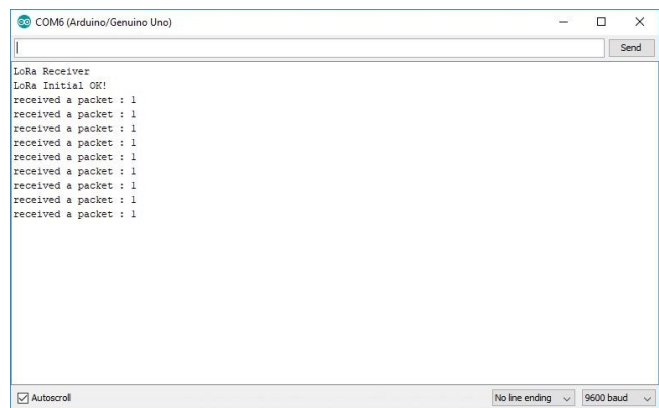 COM6 (Arduino/Genuino Uno)
Send
LoRa Receiver
LoRa Initial OK!
received a packet : 1
received a packet : 1
received a packet : 1
received a packet : 1
received a packet : 1
received a packet : 1
received a packet : 1
received a packet : 1
received a packet : 1
Autoscroll No line ending 9600 baud